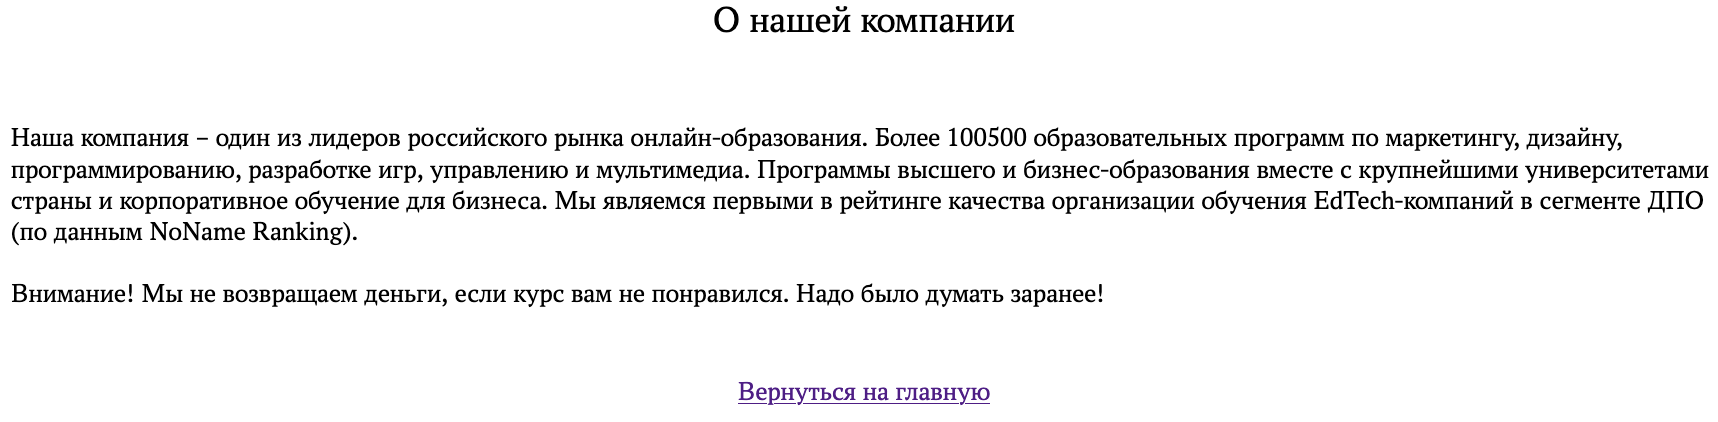 О нашей компании
Наша компания – один из лидеров российского рынка онлайн-образования. Более 100500 образовательных программ по маркетингу, дизайну,
программированию, разработке игр, управлению и мультимедиа. Программы высшего и бизнес-образования вместе с крупнейшими университетами
страны и корпоративное обучение для бизнеса. Мы являемся первыми в рейтинге качества организации обучения EdTech-компаний в сегменте ДПО
(по данным NoName Ranking).
Внимание! Мы не возвращаем деньги, если курс вам не понравился. Надо было думать заранее!
Вернуться на главную